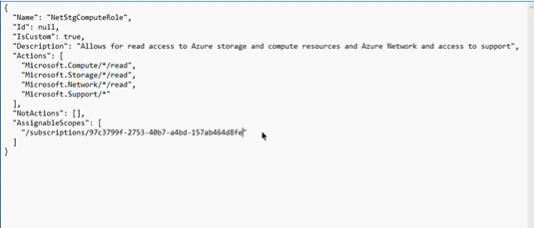 {
"Name": "NetStgComputeRole",
"Id": null,
"IsCustom": true,
"Description": "Allows for read access to Azure storage and compute resources and Azure Network and access to support",
"Actions": [
"Microsoft.Compute/*/read",
"Microsoft.Storage/*/read",
"Microsoft.Network/*/read",
"Microsoft.Support/*"
],
"NotActions": [],
"AssignableScopes": [
"/subscriptions/97c3799f-2753-40b7-a4bd-157ab464d8fe"
]
}